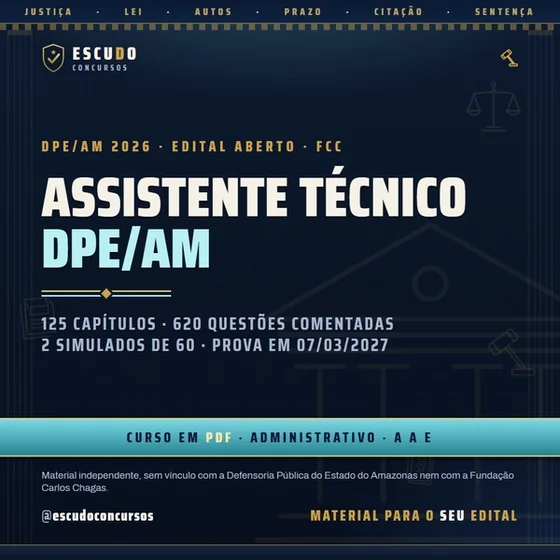 JUSTIÇA · LEI · AUTOS · PRAZO · CITAÇÃO · SENTENÇA
ESCUDO
CONCURSOS
DPE/AM 2026 · EDITAL ABERTO · FCC
ASSISTENTE TÉCNICO
DPE/AM
125 CAPÍTULOS · 620 QUESTÕES COMENTADAS
2 SIMULADOS DE 60 · PROVA EM 07/03/2027
CURSO EM PDF · ADMINISTRATIVO · A A E
Material independente, sem vínculo com a Defensoria Pública do Estado do Amazonas nem com a Fundação
Carlos Chagas.
@escudoconcursos
MATERIAL PARA O SEU EDITAL